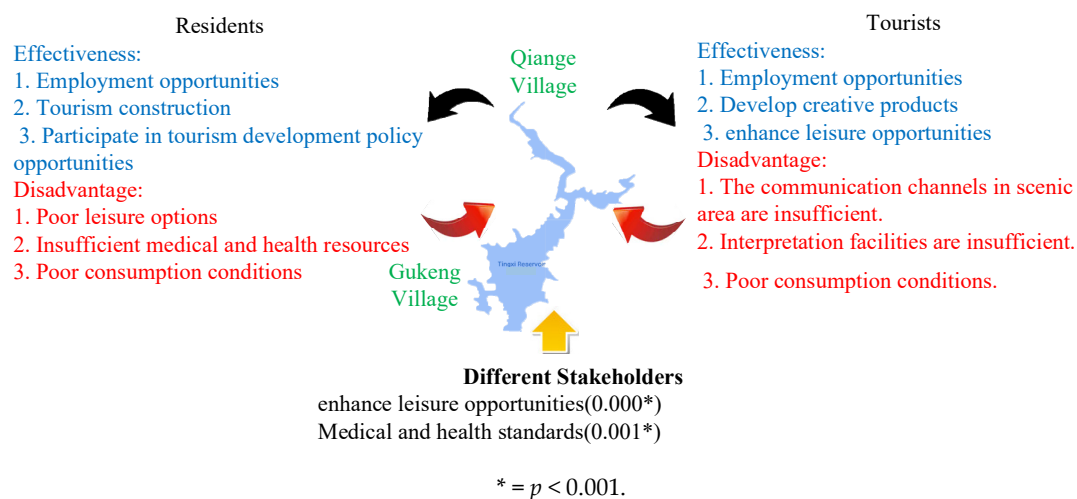 Residents
Effectiveness:
1. Employment opportunities
2. Tourism construction
3. Participate in tourism development policy
opportunities
Disadvantage:
1. Poor leisure options
2. Insufficient medical and health resources
3. Poor consumption conditions
Qiange
Village
Tingxi Reservoir
Gukeng
Village
Tourists
Effectiveness:
1. Employment opportunities
2. Develop creative products
3. enhance leisure opportunities
Disadvantage:
1. The communication channels in scenic
area are insufficient.
2. Interpretation facilities are insufficient.
3. Poor consumption conditions.
Different Stakeholders
enhance leisure opportunities(0.000*)
Medical and health standards(0.001*)
* = p < 0.001.